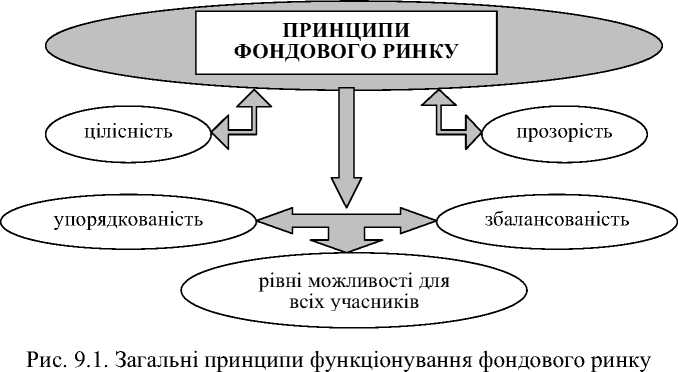 ПРИНЦИПИ
ФОНДОВОГО РИНКУ
цілісність
прозорість
упорядкованість
збалансованість
рівні можливості для
всіх учасників
Рис. 9.1. Загальні принципи функціонування фондового ринку